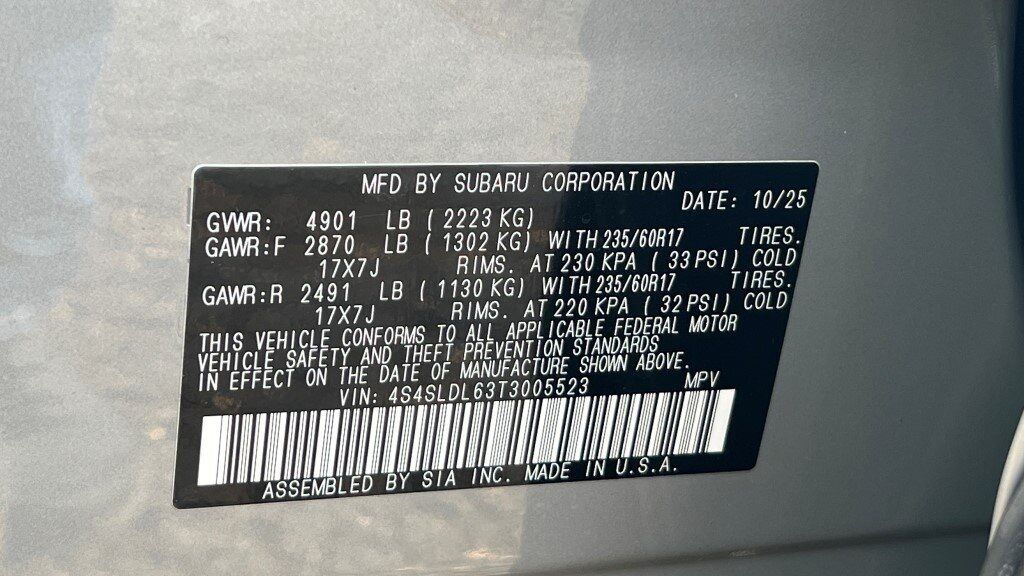 MFD BY SUBARU CORPORATION
DATE: 10/25
GVWR: 4901 LB ( 2223 KG)
GAWR:F 2870 LB ( 1302 KG) WITH 235/60R17 TIRES.
17X7J RIMS. AT 230 KPA ( 33 PSI) COLD
GAWR:R 2491 LB ( 1130 KG) WITH 235/60R17 TIRES.
17X7J RIMS. AT 220 KPA ( 32 PSI) COLD
THIS VEHICLE CONFORMS TO ALL APPLICABLE FEDERAL MOTOR
VEHICLE SAFETY AND THEFT PREVENTION STANDARDS
IN EFFECT ON THE DATE OF MANUFACTURE SHOWN ABOVE.
VIN: 4S4SLDL63T3005523 MPV
ASSEMBLED BY SIA INC. MADE IN U.S.A.